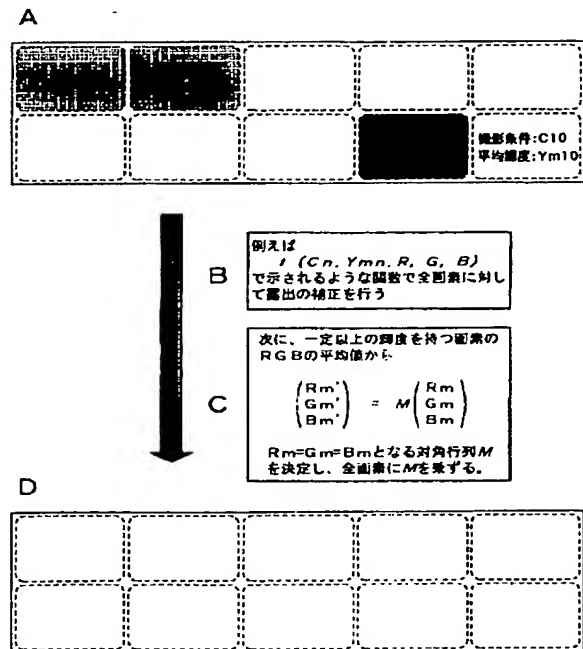 A
撮影条件:C10
平均輝度:Ym10
B
例えば
f (Cn, Ymn, R, G, B)
で示されるような関数で全画素に対し
て露出の補正を行う
次に、一定以上の輝度を持つ画素の
RGBの平均値から
C
Rm' Rm
Gm' = M Gm
Bm' Bm
Rm=Gm=Bmとなる対角行列M
を決定し、全画素にMを乗ずる。
D